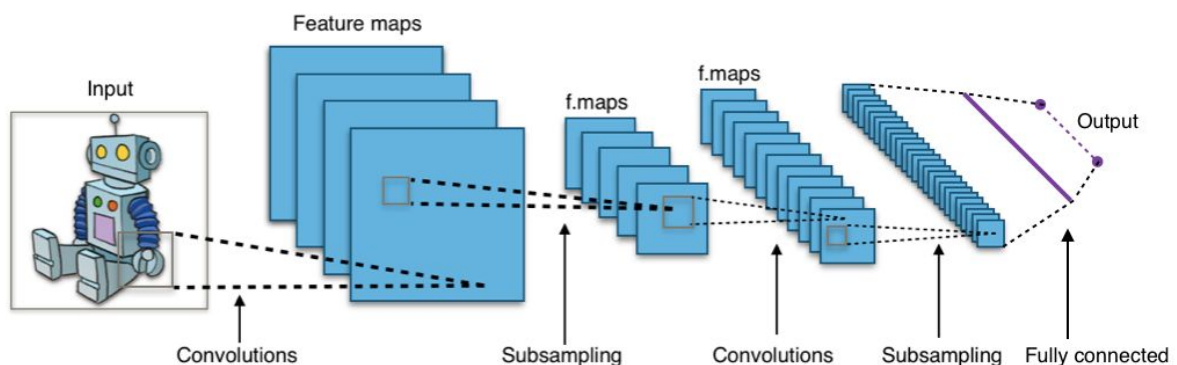 Feature maps
f.maps
f.maps
Input
Output
Convolutions
Subsampling
Convolutions
Subsampling
Fully connected